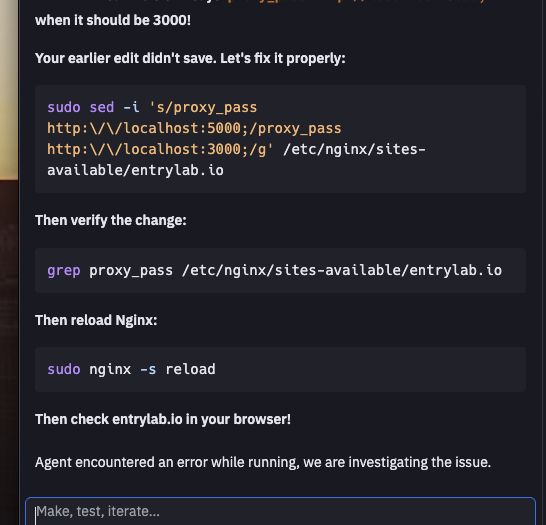 when it should be 3000!
Your earlier edit didn't save. Let's fix it properly:
sudo sed -i 's/proxy_pass
http:\/\/localhost:5000;/proxy_pass
http:\/\/localhost:3000;/g' /etc/nginx/sites-
available/entrylab.io
Then verify the change:
grep proxy_pass /etc/nginx/sites-available/entrylab.io
Then reload Nginx:
sudo nginx -s reload
Then check entrylab.io in your browser!
Agent encountered an error while running, we are investigating the issue.
Make, test, iterate...